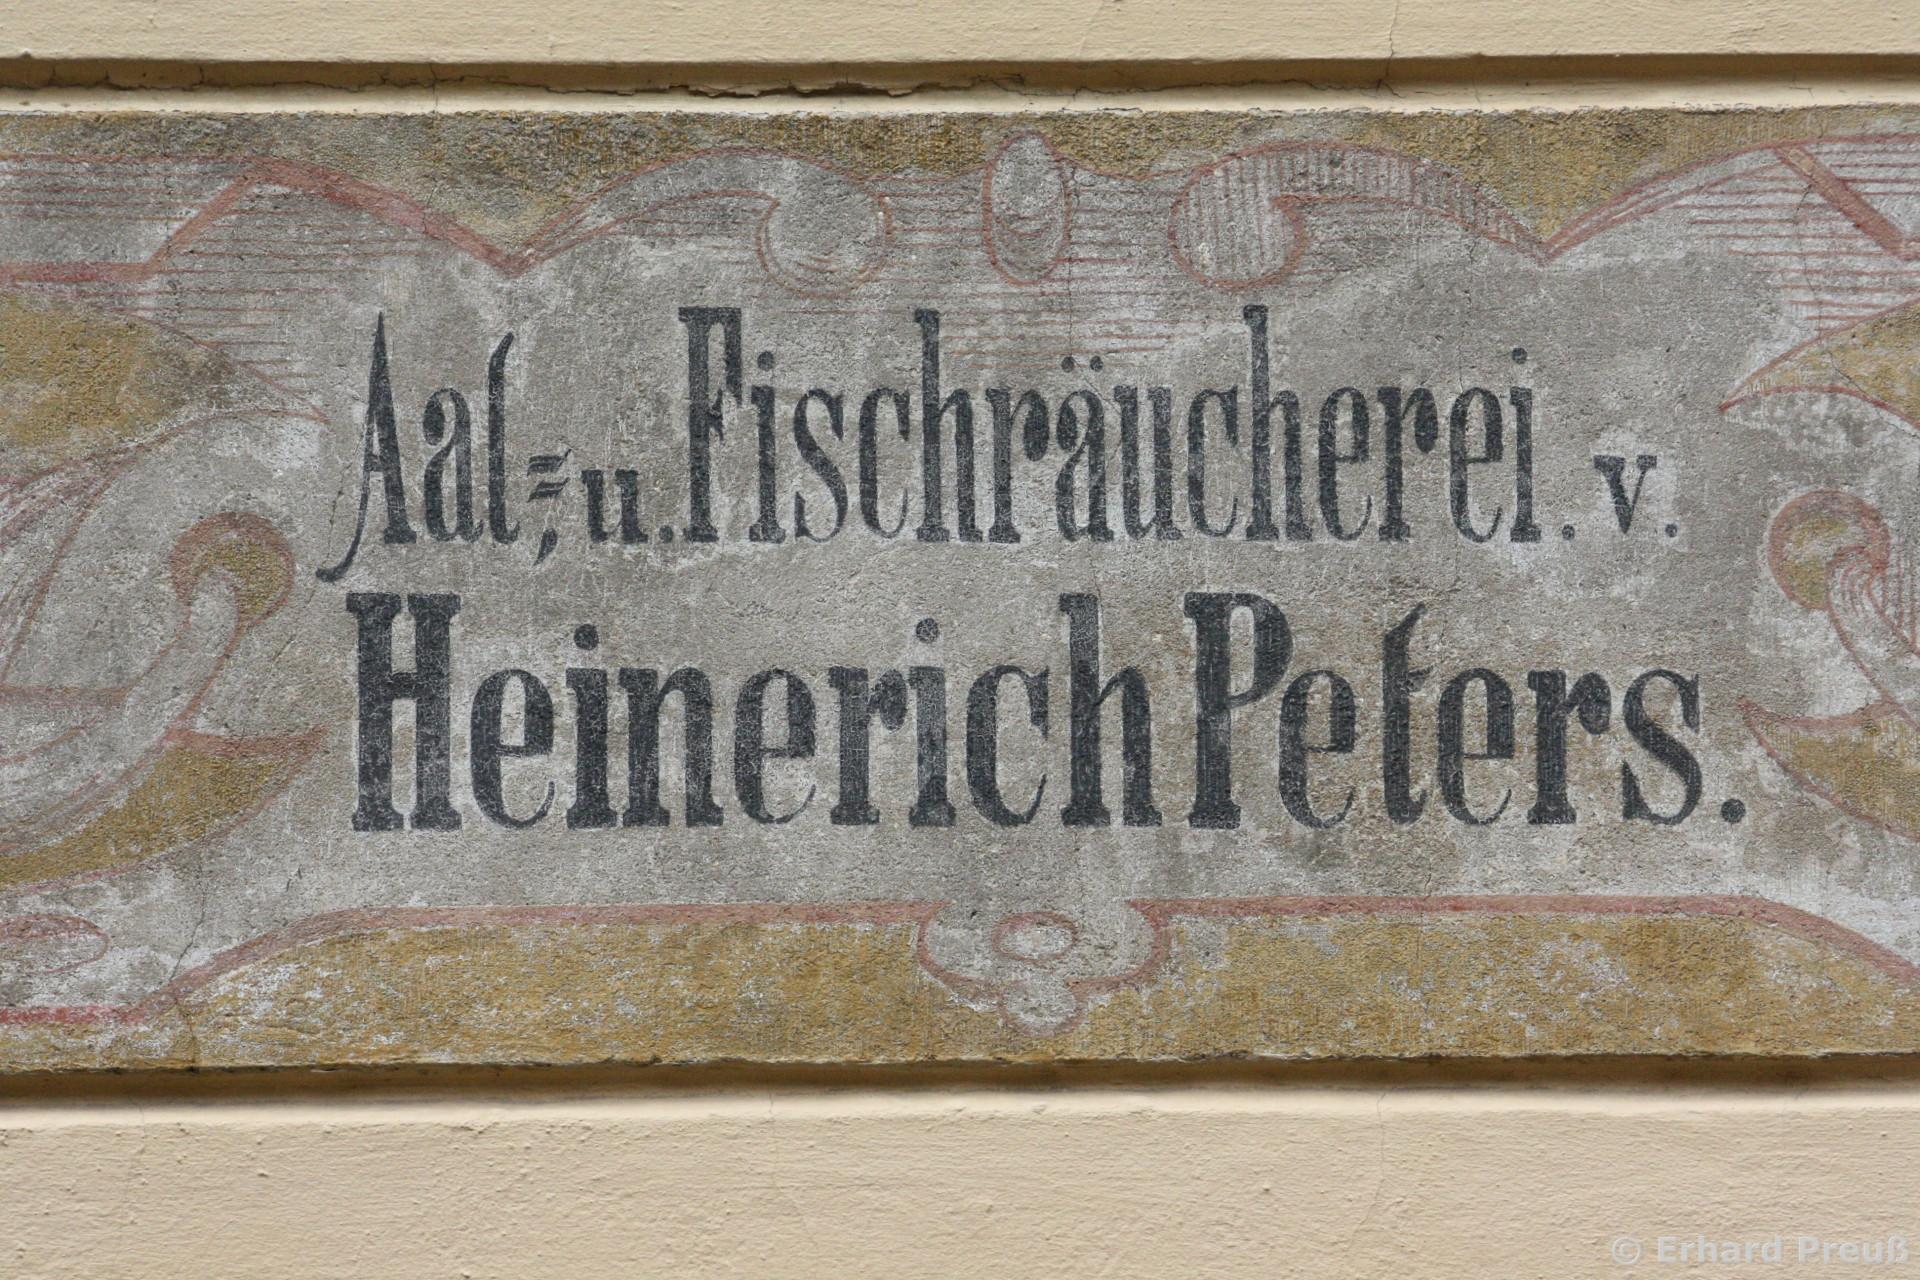 Aal=, u. Fischräucherei. v.
Heinerich Peters.
© Erhard Preuß